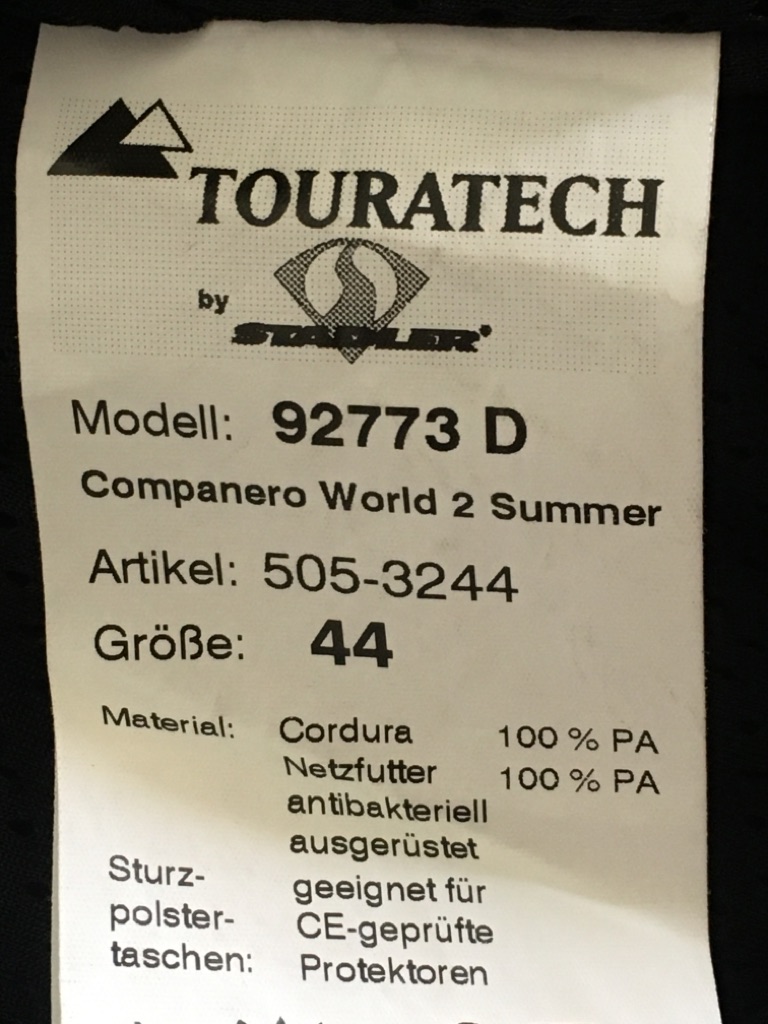 TOURATECH
by STADLER®
Modell: 92773 D
Companero World 2 Summer
Artikel: 505-3244
Größe: 44
Material: Cordura 100 % PA
Netzfutter 100 % PA
antibakteriell
ausgerüstet
Sturz- geeignet für
polster- CE-geprüfte
taschen: Protektoren